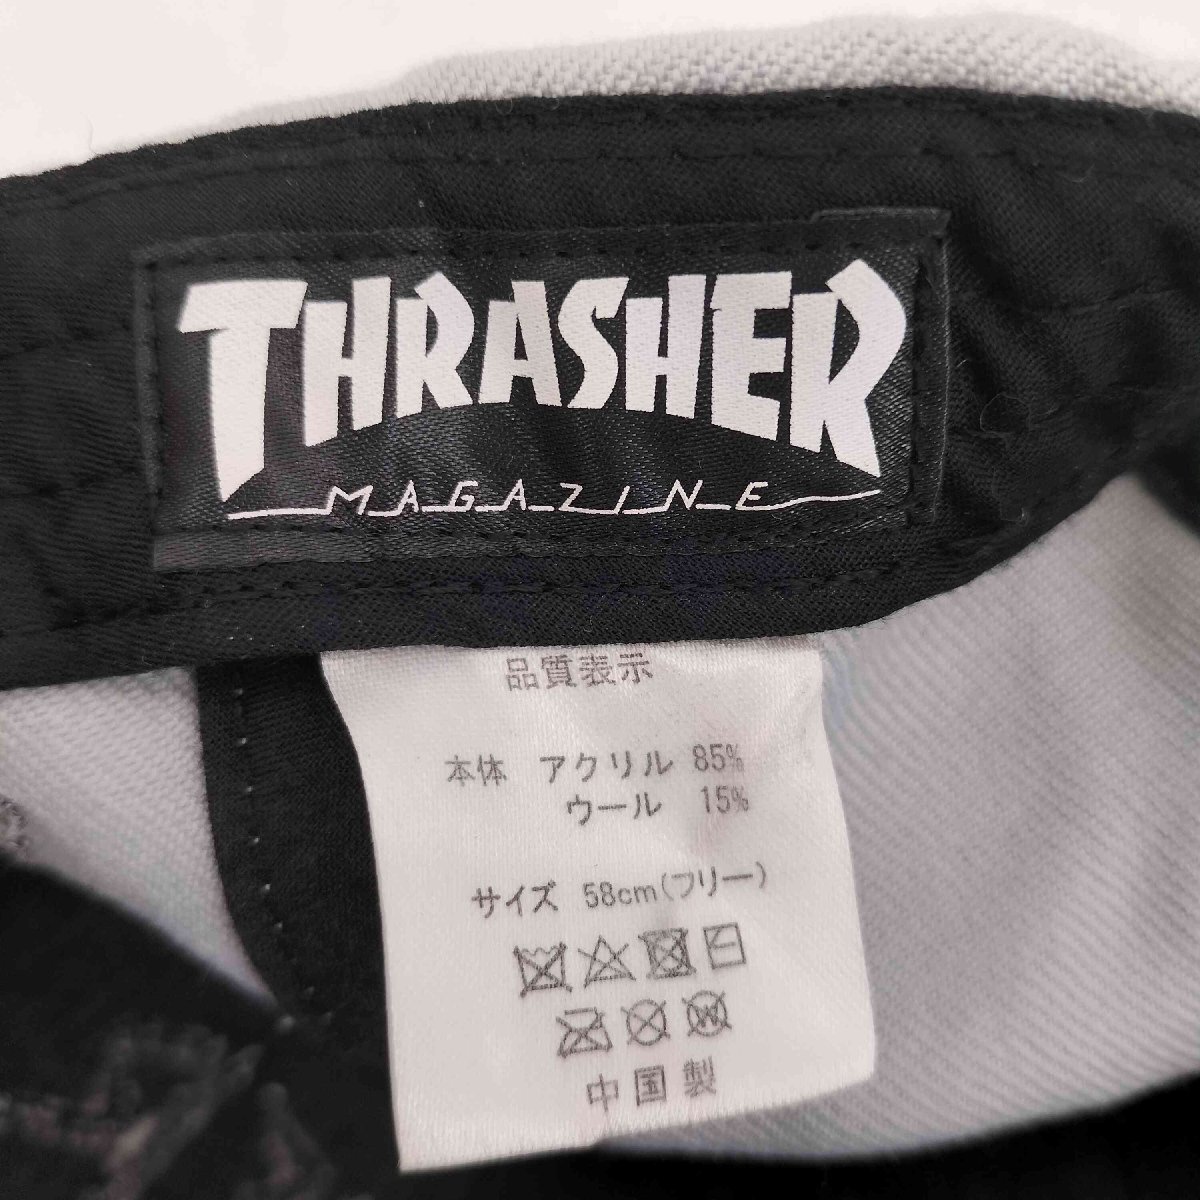 THRASHER
MAGAZINE
品質表示
本体 アクリル 85%
ウール 15%
サイズ 58cm(フリー)
中国製